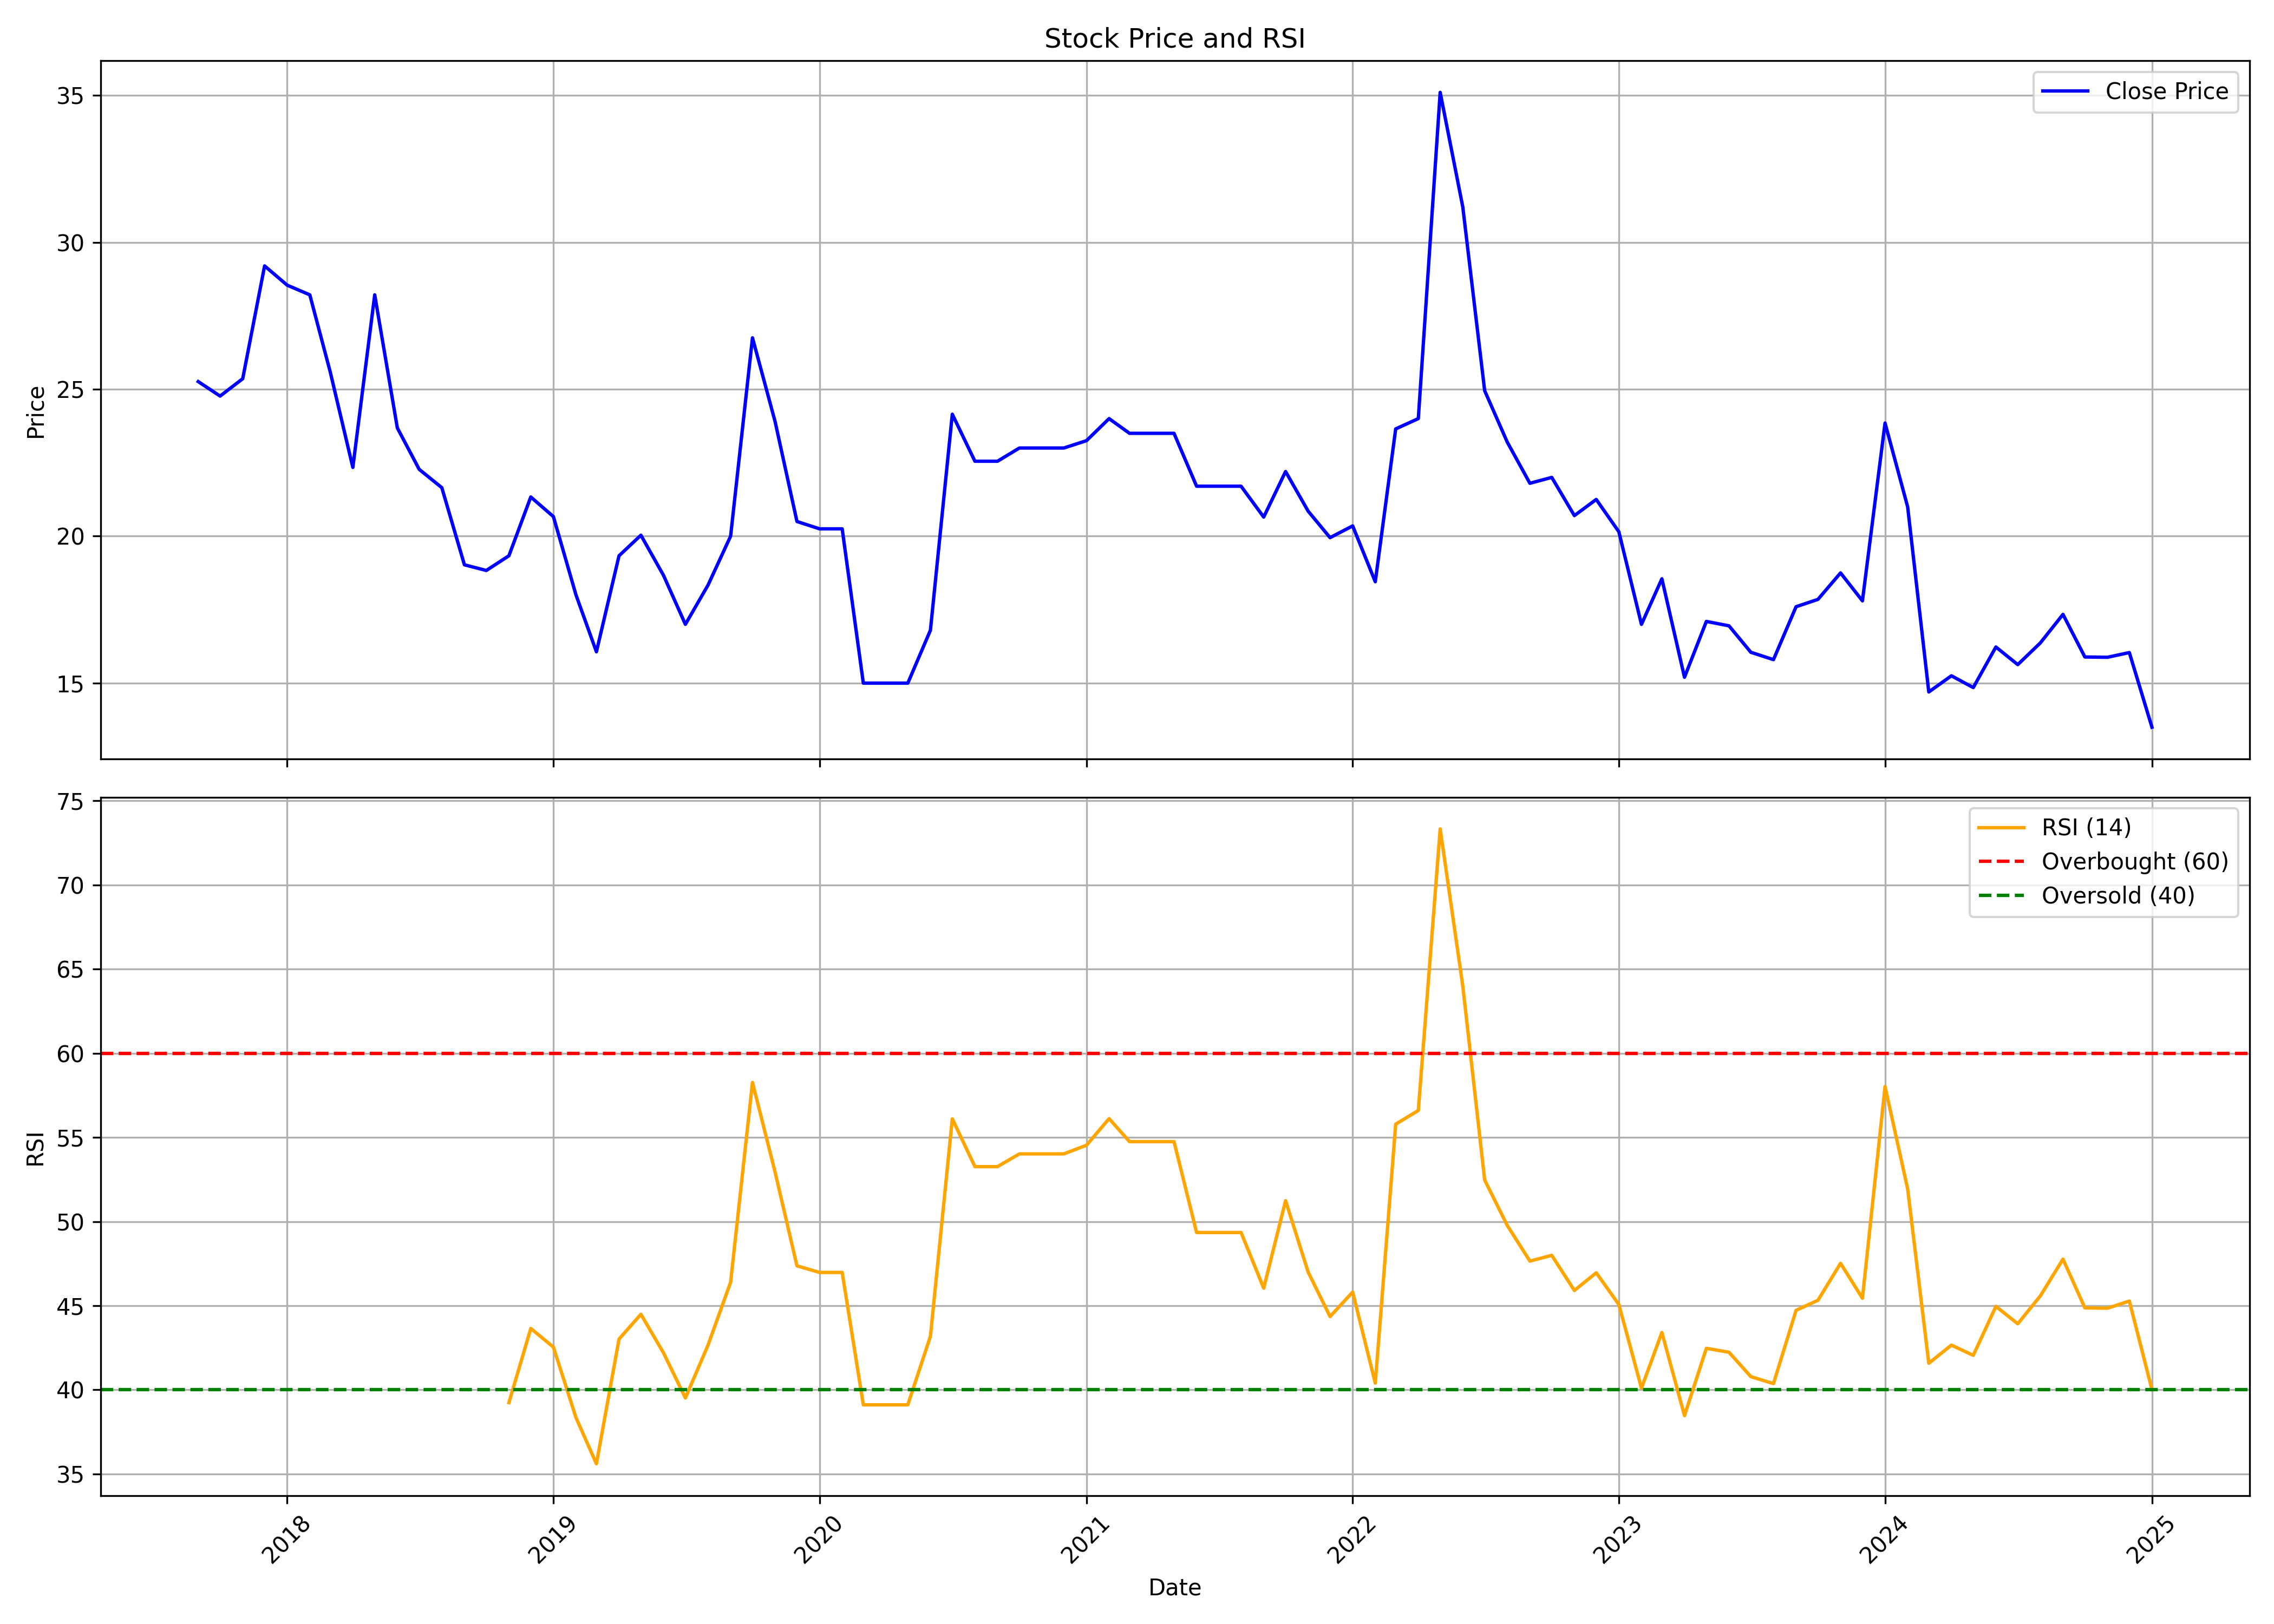 Stock Price and RSI
35
30
25
20
15
Price
Close Price
75
70
65
60
55
50
45
40
35
RSI
RSI (14)
Overbought (60)
Oversold (40)
2018
2019
2020
2021
2022
2023
2024
2025
Date